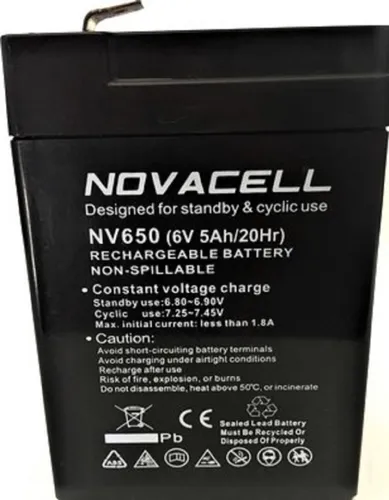 NOVACELL
Designed for standby & cyclic use
NV650 (6V 5Ah/20Hr)
RECHARGEABLE BATTERY
NON-SPILLABLE
• Constant voltage charge
Standby use:6.80~6.90V
Cyclic use:7.25~7.45V
Max. initial current: less than 1.8A
• Caution:
Avoid short-circuiting battery terminals
Avoid charging under airtight conditions
Recharge after use
Risk of fire, explosion, or burns
Do not disassemble, heat above 50°C, or incinerate
CE
Pb
Sealed Lead Battery
Must Be Recycled Or
Disposed Of Properly